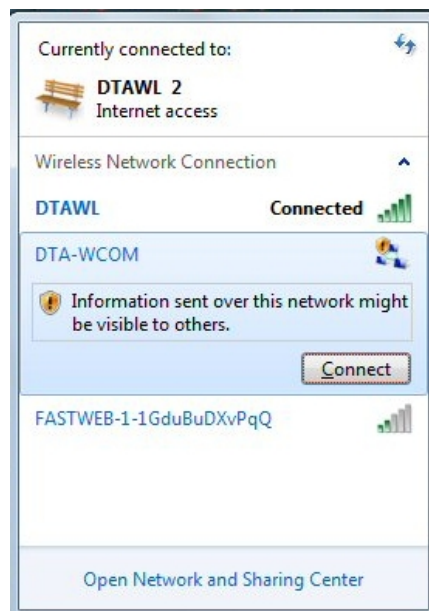 Currently connected to:
DTAWL 2
Internet access
Wireless Network Connection
DTAWL Connected
DTA-WCOM
Information sent over this network might
be visible to others.
Connect
FASTWEB-1-1GduBuDXvPqQ
Open Network and Sharing Center